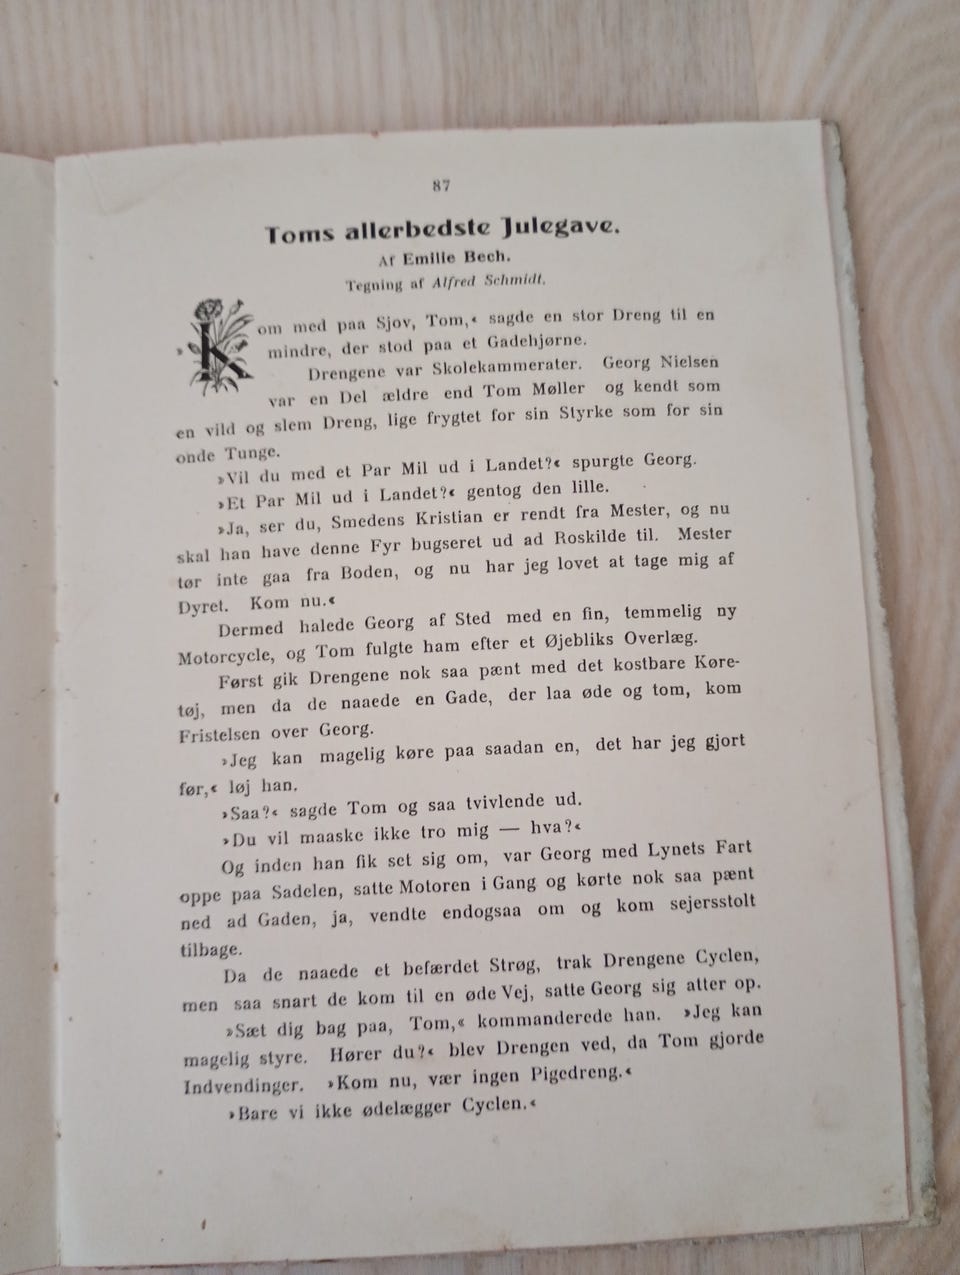 87
Toms allerbedste Julegave.
Af Emilie Bech.
Tegning af Alfred Schmidt.
»Kom med paa Sjov, Tom,« sagde en stor Dreng til en
mindre, der stod paa et Gadehjørne.
Drengene var Skolekammerater. Georg Nielsen
var en Del ældre end Tom Møller og kendt som
en vild og slem Dreng, lige frygtet for sin Styrke som for sin
onde Tunge.
»Vil du med et Par Mil ud i Landet?« spurgte Georg.
»Et Par Mil ud i Landet?« gentog den lille.
»Ja, ser du, Smedens Kristian er rendt fra Mester, og nu
skal han have denne Fyr bugseret ud ad Roskilde til. Mester
tør inte gaa fra Boden, og nu har jeg lovet at tage mig af
Dyret. Kom nu.«
Dermed halede Georg af Sted med en fin, temmelig ny
Motorcycle, og Tom fulgte ham efter et Øjebliks Overlæg.
Først gik Drengene nok saa pænt med det kostbare Køre-
tøj, men da de naaede en Gade, der laa øde og tom, kom
Fristelsen over Georg.
»Jeg kan magelig køre paa saadan en, det har jeg gjort
før,« løj han.
»Saa?« sagde Tom og saa tvivlende ud.
»Du vil maaske ikke tro mig — hva?«
Og inden han fik set sig om, var Georg med Lynets Fart
oppe paa Sadelen, satte Motoren i Gang og kørte nok saa pænt
ned ad Gaden, ja, vendte endogsaa om og kom sejersstolt
tilbage.
Da de naaede et befærdet Strøg, trak Drengene Cyclen,
men saa snart de kom til en øde Vej, satte Georg sig atter op.
»Sæt dig bag paa, Tom,« kommanderede han. »Jeg kan
magelig styre. Hører du?« blev Drengen ved, da Tom gjorde
Indvendinger. »Kom nu, vær ingen Pigedreng.«
»Bare vi ikke ødelægger Cyclen.«